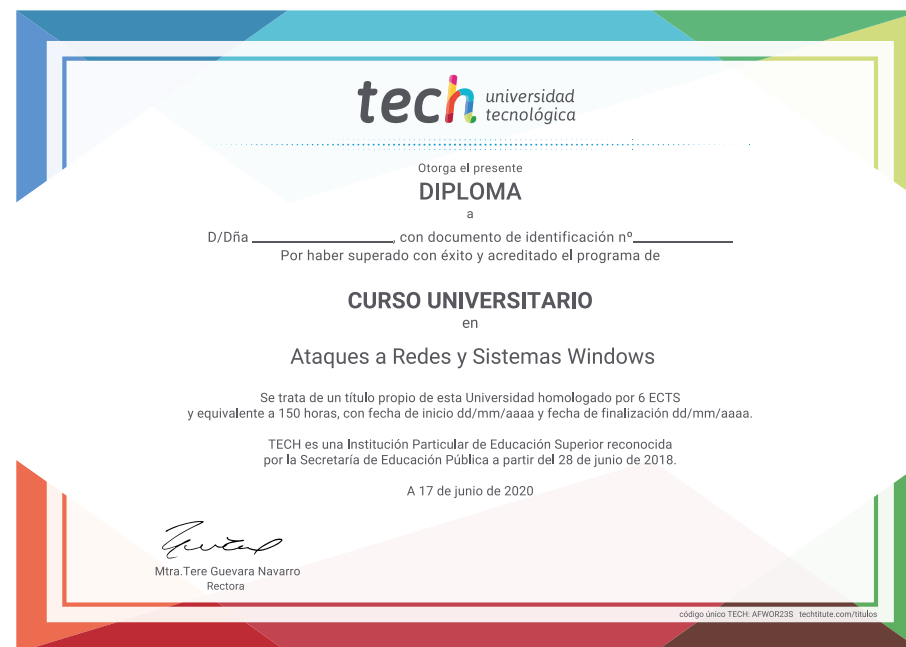 tech universidad
tecnológica
Otorga el presente
DIPLOMA
a
D/Dña ____________________, con documento de identificación nº______________
Por haber superado con éxito y acreditado el programa de
CURSO UNIVERSITARIO
en
Ataques a Redes y Sistemas Windows
Se trata de un título propio de esta Universidad homologado por 6 ECTS
y equivalente a 150 horas, con fecha de inicio dd/mm/aaaa y fecha de finalización dd/mm/aaaa.
TECH es una Institución Particular de Educación Superior reconocida
por la Secretaría de Educación Pública a partir del 28 de junio de 2018.
A 17 de junio de 2020
Mtra.Tere Guevara Navarro
Rectora
código único TECH: AFWOR23S techtitute.com/titulos